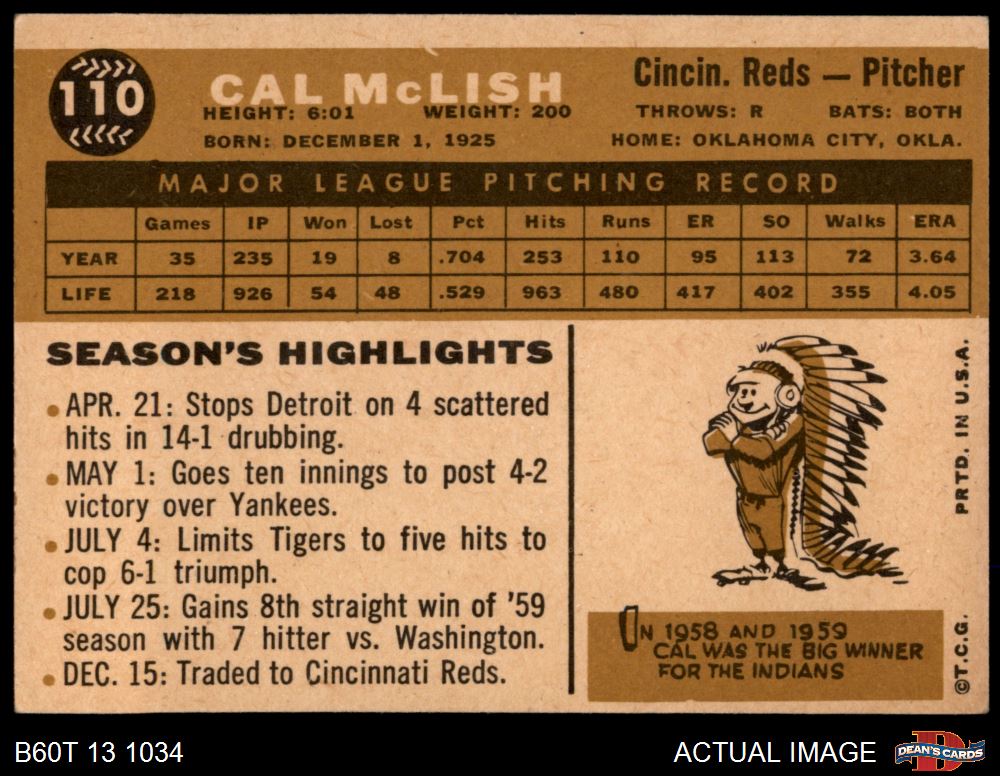 110
CAL McLISH
Cincin. Reds — Pitcher
HEIGHT: 6:01 WEIGHT: 200 THROWS: R BATS: BOTH
BORN: DECEMBER 1, 1925 HOME: OKLAHOMA CITY, OKLA.
MAJOR LEAGUE PITCHING RECORD
Games IP Won Lost Pct Hits Runs ER SO Walks ERA
YEAR 35 235 19 8 .704 253 110 95 113 72 3.64
LIFE 218 926 54 48 .529 963 480 417 402 355 4.05
SEASON'S HIGHLIGHTS
• APR. 21: Stops Detroit on 4 scattered
hits in 14-1 drubbing.
• MAY 1: Goes ten innings to post 4-2
victory over Yankees.
• JULY 4: Limits Tigers to five hits to
cop 6-1 triumph.
• JULY 25: Gains 8th straight win of '59
season with 7 hitter vs. Washington.
• DEC. 15: Traded to Cincinnati Reds.
IN 1958 AND 1959
CAL WAS THE BIG WINNER
FOR THE INDIANS
PRTD. IN U.S.A.
©T.C.G.
B60T 13 1034
ACTUAL IMAGE
D
DEAN'S CARDS